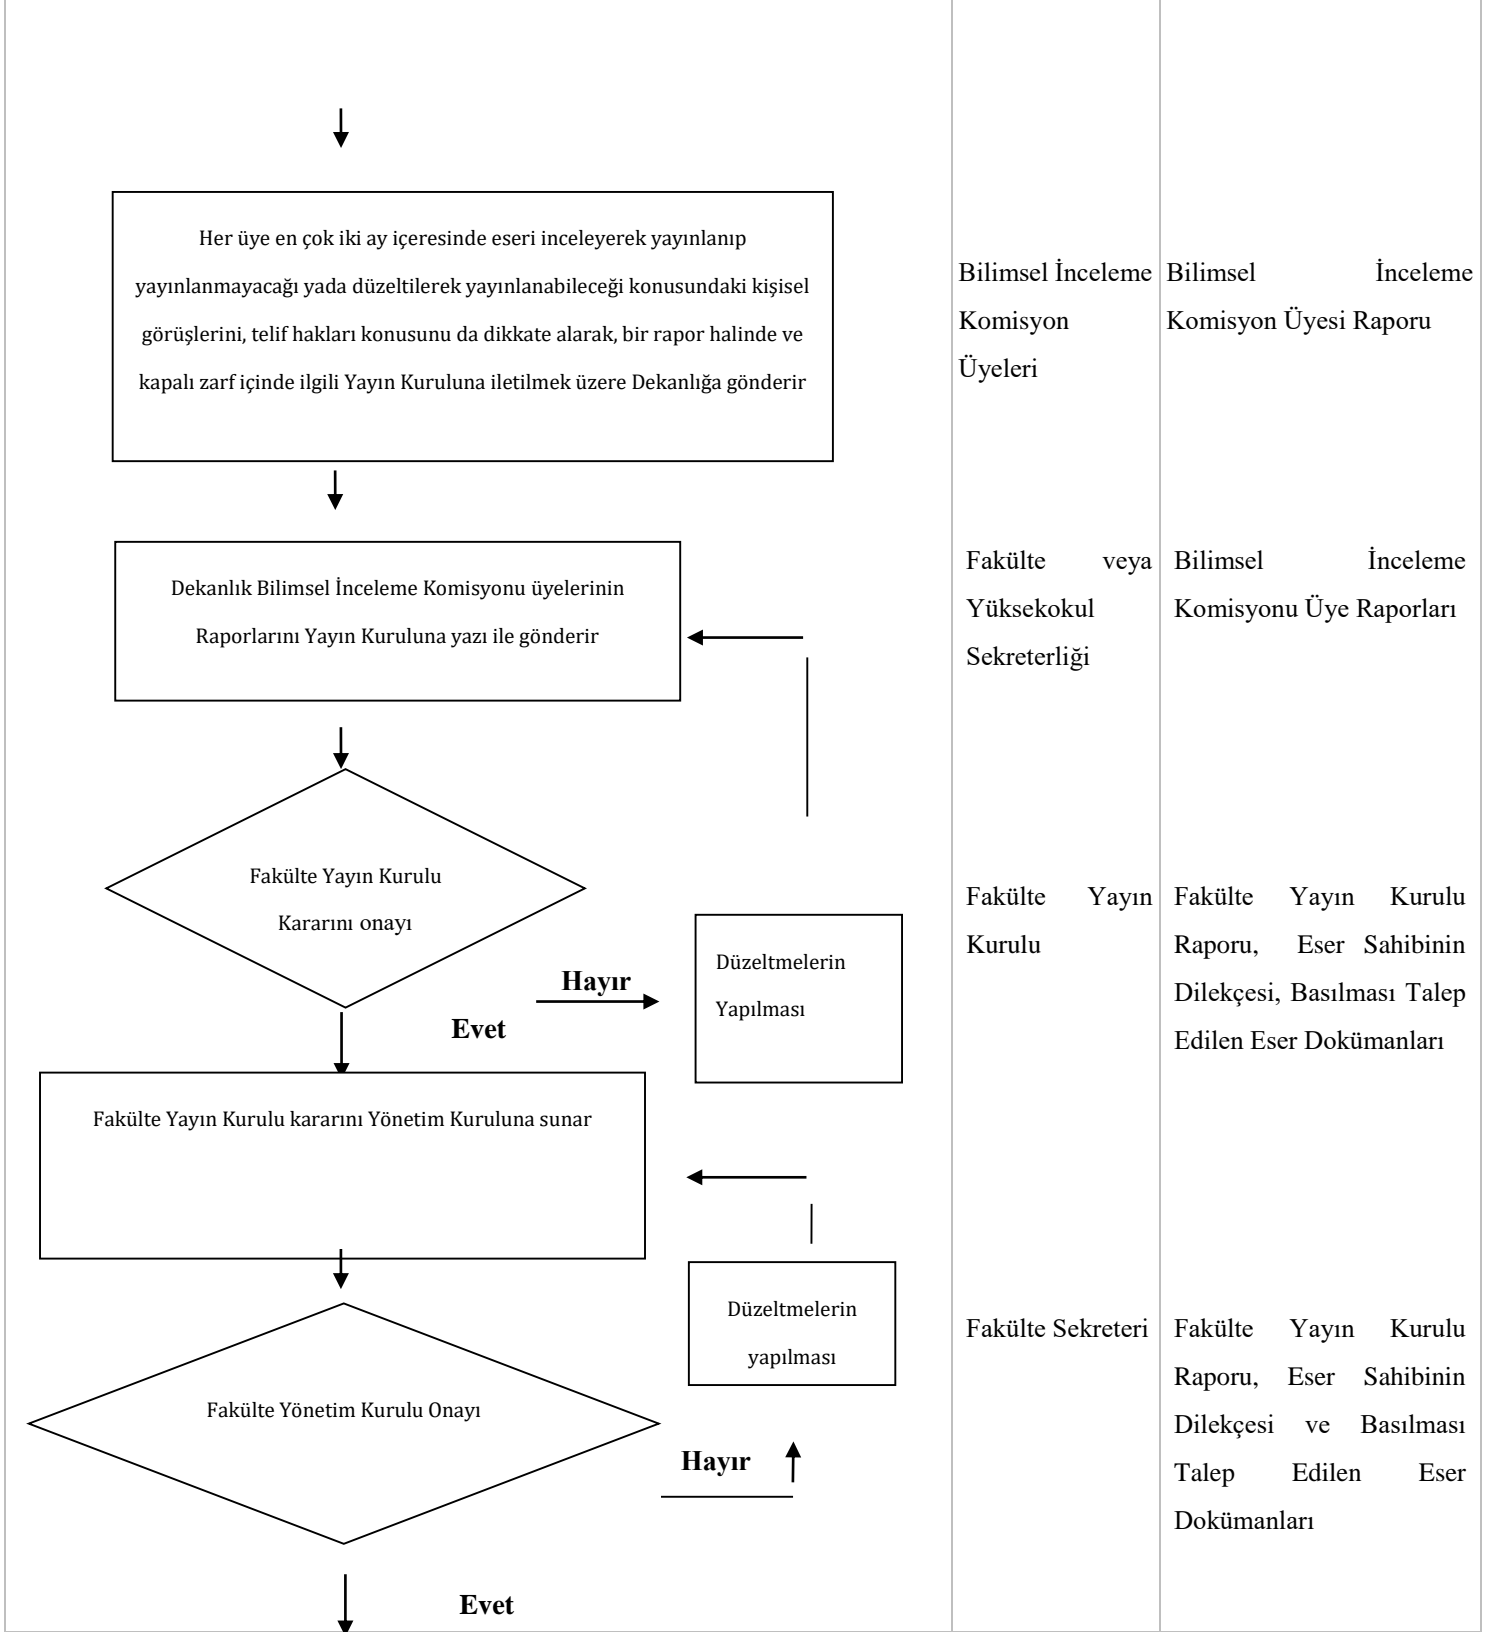 Her üye en çok iki ay içeresinde eseri inceleyerek yayınlanıp
yayınlanmayacağı yada düzeltilerek yayınlanabileceği konusundaki kişisel
görüşlerini, telif hakları konusunu da dikkate alarak, bir rapor halinde ve
kapalı zarf içinde ilgili Yayın Kuruluna iletilmek üzere Dekanlığa gönderir
Bilimsel İnceleme
Komisyon
Üyeleri
Bilimsel İnceleme
Komisyon Üyesi Raporu
Dekanlık Bilimsel İnceleme Komisyonu üyelerinin
Raporlarını Yayın Kuruluna yazı ile gönderir
Fakülte veya
Yüksekokul
Sekreterliği
Bilimsel İnceleme
Komisyonu Üye Raporları
Fakülte Yayın Kurulu
Kararını onayı
Hayır
Evet
Düzeltmelerin
Yapılması
Fakülte Yayın
Kurulu
Fakülte Yayın Kurulu
Raporu, Eser Sahibinin
Dilekçesi, Basılması Talep
Edilen Eser Dokümanları
Fakülte Yayın Kurulu kararını Yönetim Kuruluna sunar
Düzeltmelerin
yapılması
Fakülte Yönetim Kurulu Onayı
Hayır
Evet
Fakülte Sekreteri
Fakülte Yayın Kurulu
Raporu, Eser Sahibinin
Dilekçesi ve Basılması
Talep Edilen Eser
Dokümanları